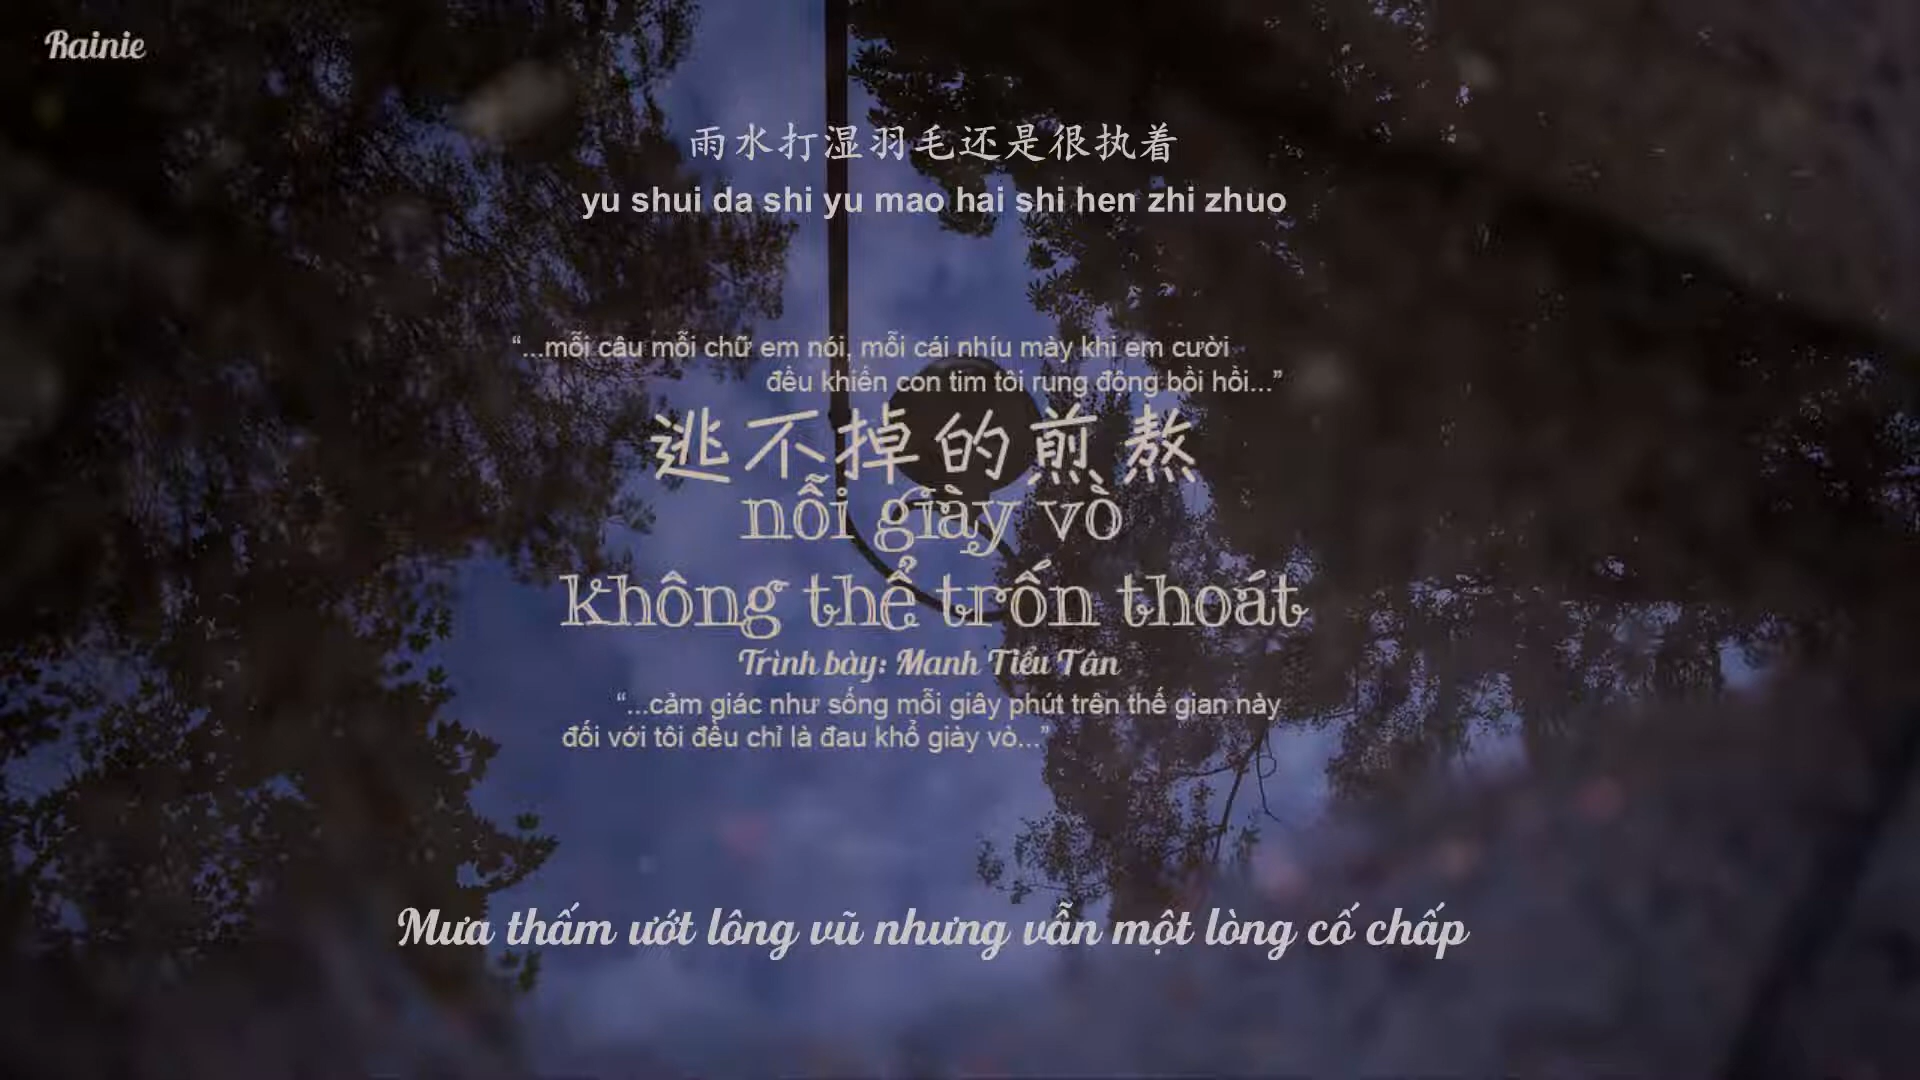 Rainie
雨水打湿羽毛还是很执着
yu shui da shi yu mao hai shi hen zhi zhuo
“...mỗi câu mỗi chữ em nói, mỗi cái nhíu mày khi em cười
đều khiến con tim tôi rung động bồi hồi...”
逃不掉的煎熬
nỗi giày vò
không thể trốn thoát
Trình bày: Manh Tiểu Tân
“...cảm giác như sống mỗi giây phút trên thế gian này
đối với tôi đều chỉ là đau khổ giày vò...”
Mưa thấm ướt lông vũ nhưng vẫn một lòng cố chấp